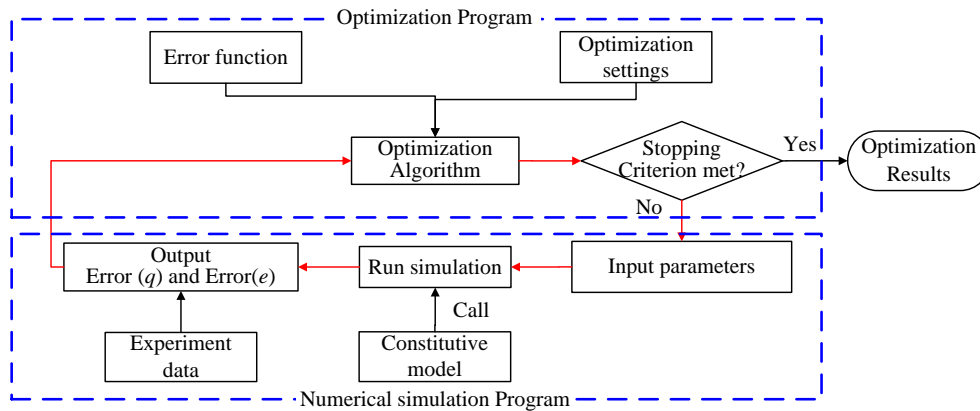 Optimization Program
Error function
Optimization
settings
Optimization
Algorithm
Stopping
Criterion met?
Yes
Optimization
Results
No
Output
Error (q) and Error(e)
Run simulation
Input parameters
Call
Experiment
data
Constitutive
model
Numerical simulation Program